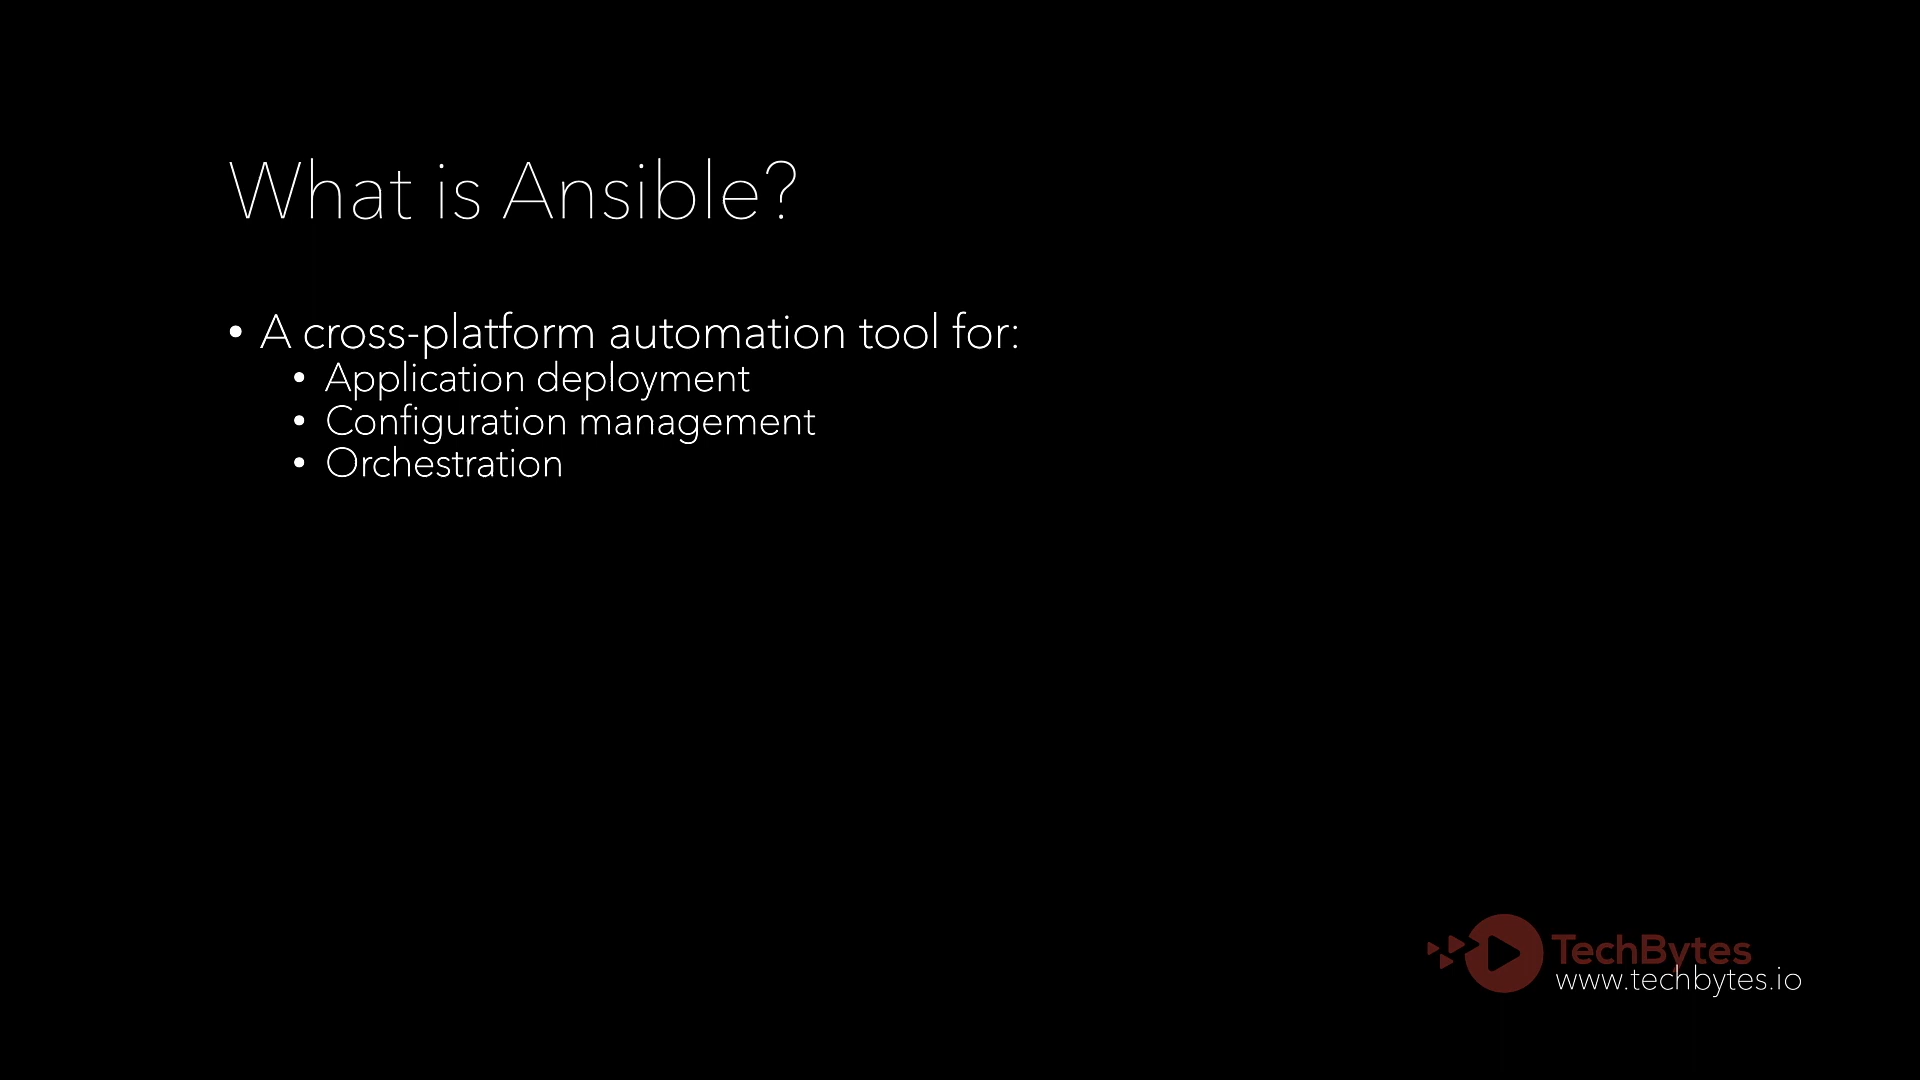 What is Ansible?
• A cross-platform automation tool for:
• Application deployment
• Configuration management
• Orchestration
TechBytes
www.techbytes.io